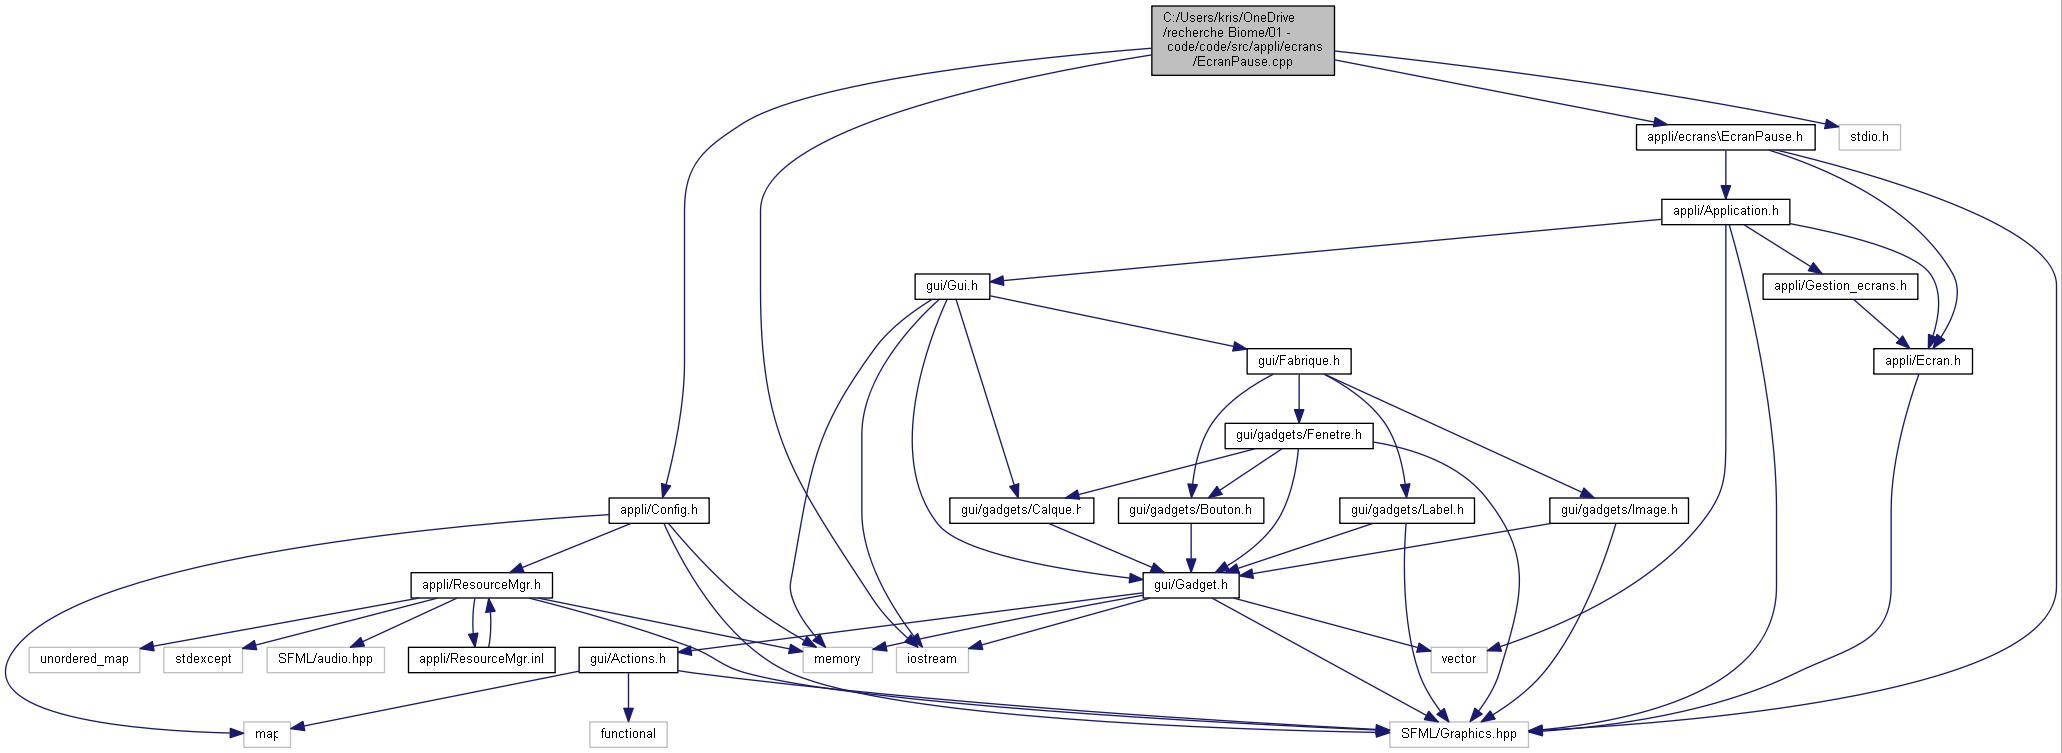 C:/Users/kris/OneDrive
/recherche Biome/01 -
code/code/src/appli/ecrans
/EcranPause.cpp
appli/ecrans\EcranPause.h
stdio.h
appli/Application.h
gui/Gui.h
appli/Gestion_ecrans.h
gui/Fabrique.h
appli/Ecran.h
gui/gadgets/Fenetre.h
appli/Config.h
gui/gadgets/Calque.h
gui/gadgets/Bouton.h
gui/gadgets/Label.h
gui/gadgets/Image.h
appli/ResourceMgr.h
gui/Gadget.h
unordered_map
stdexcept
SFML/audio.hpp
appli/ResourceMgr.inl
gui/Actions.h
memory
iostream
vector
map
functional
SFML/Graphics.hpp